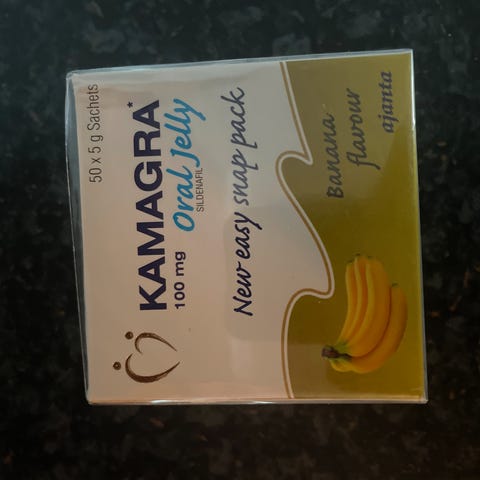 50 x 5 g Sachets
KAMAGRA*
100 mg Oral Jelly
SILDENAFIL
New easy snap pack
Banana
flavour
ajanta